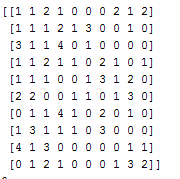 [[1 1 2 1 0 0 0 2 1 2]
[1 1 1 2 1 3 0 0 1 0]
[3 1 1 4 0 1 0 0 0 0]
[1 1 2 1 1 0 2 1 0 1]
[1 1 1 0 0 1 3 1 2 0]
[2 2 0 0 1 1 0 1 3 0]
[0 1 1 4 1 0 2 0 1 0]
[1 3 1 1 1 0 3 0 0 0]
[4 1 3 0 0 0 0 0 1 1]
[0 1 2 1 0 0 0 1 3 2]]